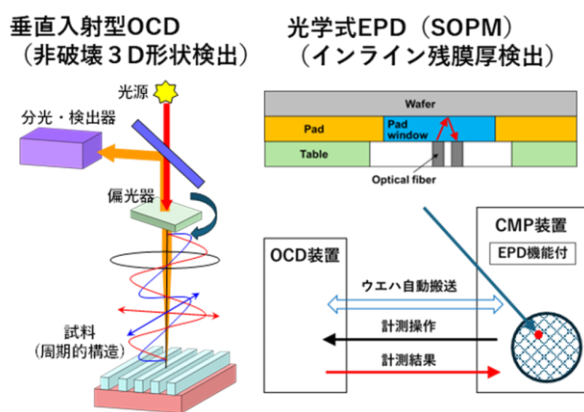 垂直入射型OCD
（非破壊３D形状検出）
光源
分光・検出器
偏光器
試料
(周期的構造)
光学式EPD（SOPM）
（インライン残膜厚検出）
Wafer
Pad
Pad
window
Table
Optical fiber
OCD装置
CMP装置
EPD機能付
ウエハ自動搬送
計測操作
計測結果